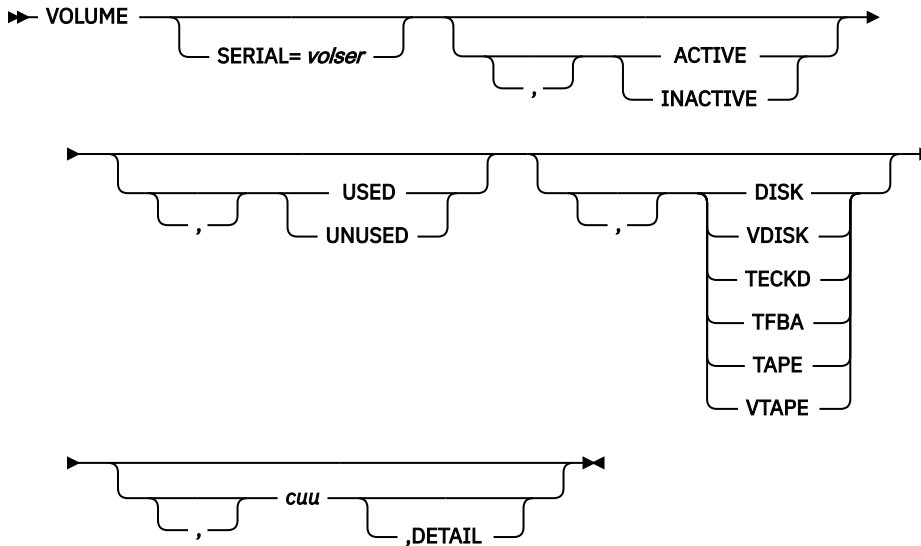 VOLUME
SERIAL= volser
ACTIVE
,
INACTIVE
USED
,
UNUSED
DISK
,
VDISK
TECKD
TFBA
TAPE
VTAPE
cuu
,
,DETAIL